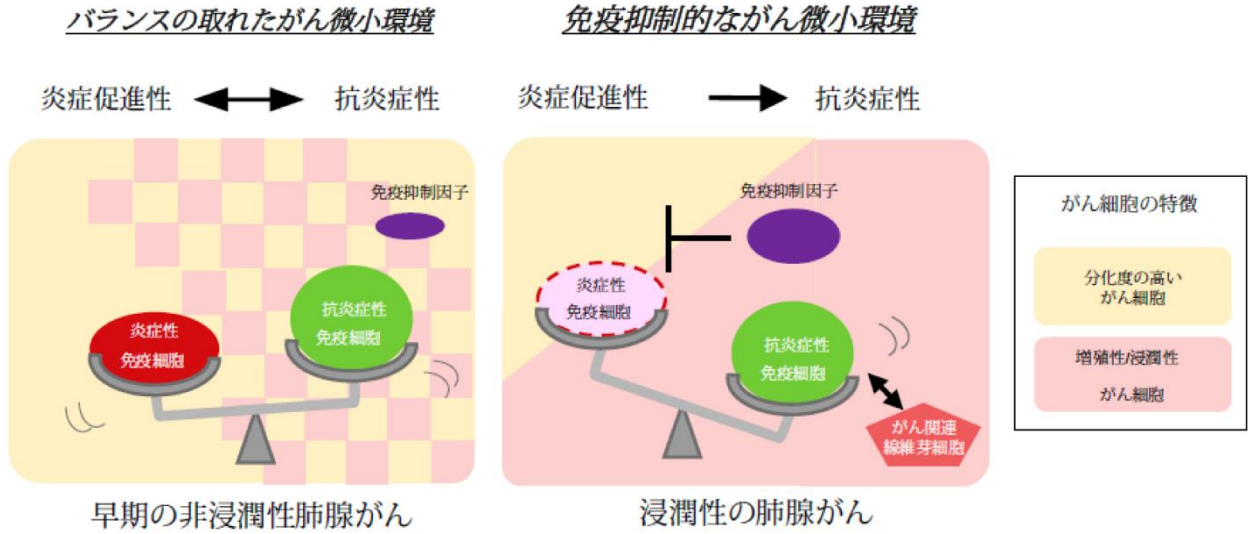 バランスの取れたがん微小環境
炎症促進性
抗炎症性
免疫抑制因子
抗炎症性
免疫細胞
炎症性
免疫細胞
早期の非浸潤性肺腺がん
免疫抑制的ながん微小環境
炎症促進性
抗炎症性
免疫抑制因子
炎症性
免疫細胞
抗炎症性
免疫細胞
がん関連
線維芽細胞
浸潤性の肺腺がん
がん細胞の特徴
分化度の高い
がん細胞
増殖性/浸潤性
がん細胞